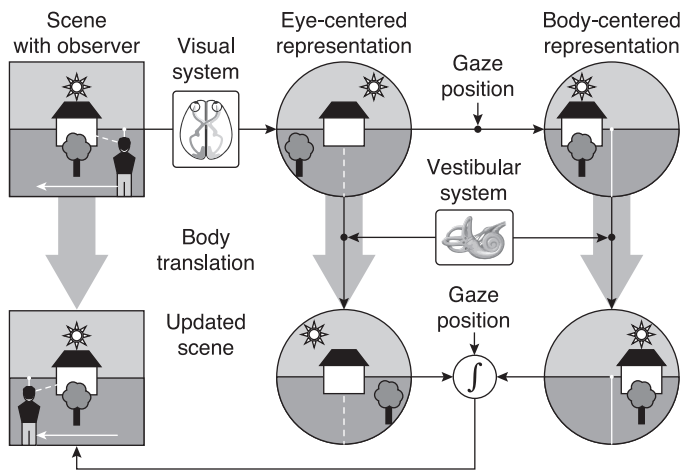 Scene
with observer
Visual
system
Eye-centered
representation
Gaze
position
Body-centered
representation
Vestibular
system
Body
translation
Updated
scene
Gaze
position
∫